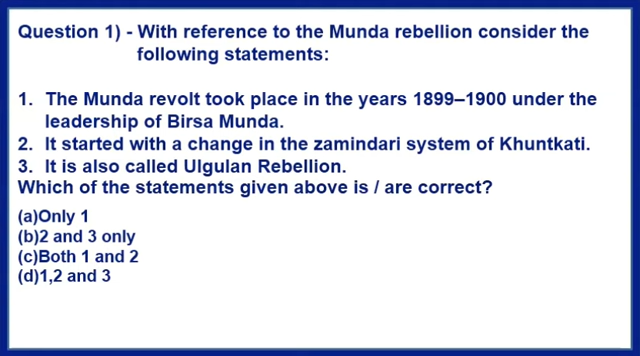 Question 1) - With reference to the Munda rebellion consider the
following statements:
1. The Munda revolt took place in the years 1899–1900 under the
leadership of Birsa Munda.
2. It started with a change in the zamindari system of Khuntkati.
3. It is also called Ulgulan Rebellion.
Which of the statements given above is / are correct?
(a)Only 1
(b)2 and 3 only
(c)Both 1 and 2
(d)1,2 and 3